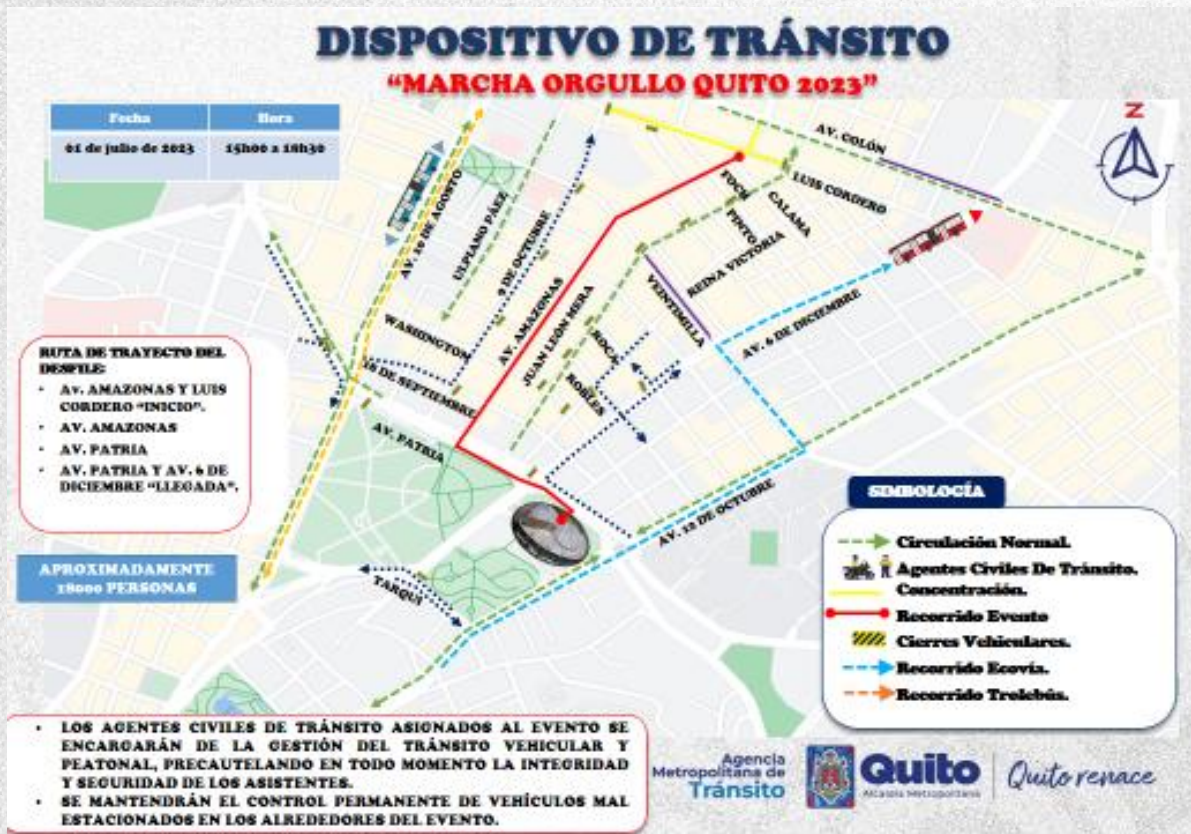 DISPOSITIVO DE TRÁNSITO
“MARCHA ORGULLO QUITO 2023”
Fecha
Hora
01 de julio de 2023
15h00 a 18h30
N
AV. COLÓN
LUIS CORDERO
FOCH
CALAMA
PINTO
REINA VICTORIA
VEINTIMILLA
AV. 10 DE AGOSTO
ULPIANO PÁEZ
9 DE OCTUBRE
AV. AMAZONAS
JUAN LEÓN MERA
WASHINGTON
18 DE SEPTIEMBRE
ROCA
ROBLES
AV. 6 DE DICIEMBRE
AV. PATRIA
AV. 12 DE OCTUBRE
TARQUI
RUTA DE TRAYECTO DEL
DESFILE:
• Av. AMAZONAS Y LUIS
CORDERO “INICIO”.
• AV. AMAZONAS
• AV. PATRIA
• AV. PATRIA Y AV. 6 DE
DICIEMBRE “LLEGADA”.
APROXIMADAMENTE
18000 PERSONAS
SIMBOLOGÍA
Circulación Normal.
Agentes Civiles De Tránsito.
Concentración.
Recorrido Evento
Cierres Vehiculares.
Recorrido Ecovía.
Recorrido Trolebús.
• LOS AGENTES CIVILES DE TRÁNSITO ASIGNADOS AL EVENTO SE
ENCARGARÁN DE LA GESTIÓN DEL TRÁNSITO VEHICULAR Y
PEATONAL, PRECAUTELANDO EN TODO MOMENTO LA INTEGRIDAD
Y SEGURIDAD DE LOS ASISTENTES.
• SE MANTENDRÁN EL CONTROL PERMANENTE DE VEHÍCULOS MAL
ESTACIONADOS EN LOS ALREDEDORES DEL EVENTO.
Agencia
Metropolitana de
Tránsito
Quito
Alcaldía Metropolitana
Quito renace